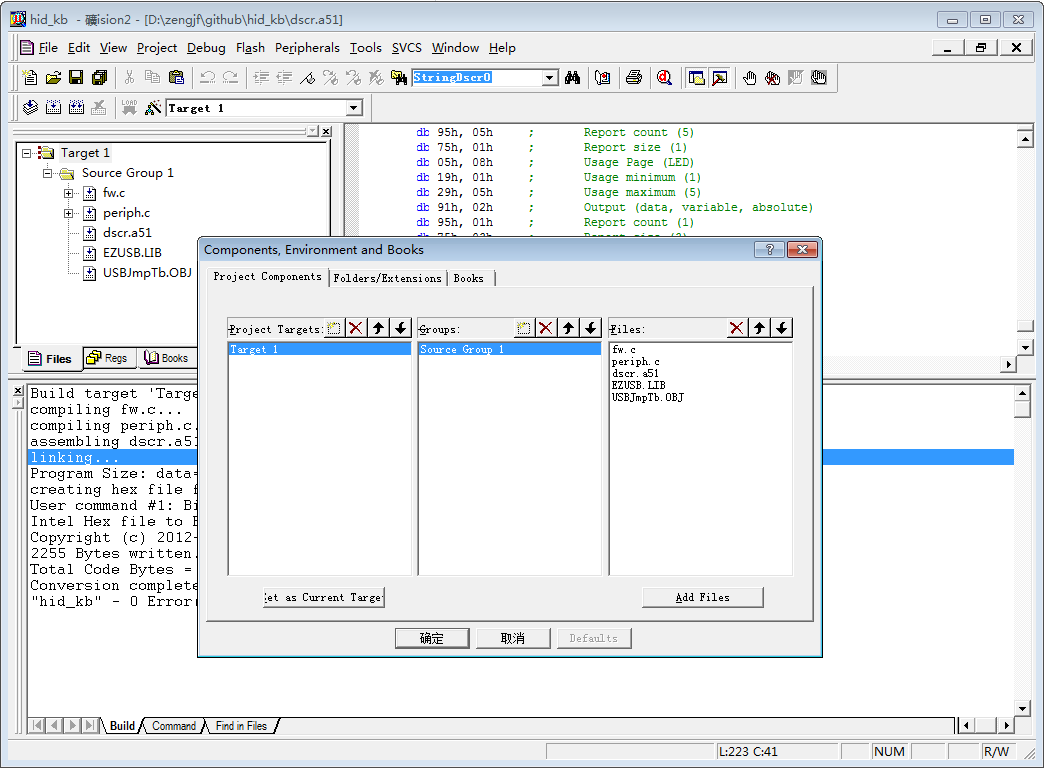 hid_kb - 礦ision2 - [D:\zengjf\github\hid_kb\dscr.a51]
File Edit View Project Debug Flash Peripherals Tools SVCS Window Help
StringDscr0
LOAD
Target 1
Target 1
Source Group 1
fw.c
periph.c
dscr.a51
EZUSB.LIB
USBJmpTb.OBJ
Files Regs Books
db 95h, 05h ; Report count (5)
db 75h, 01h ; Report size (1)
db 05h, 08h ; Usage Page (LED)
db 19h, 01h ; Usage minimum (1)
db 29h, 05h ; Usage maximum (5)
db 91h, 02h ; Output (data, variable, absolute)
db 95h, 01h ; Report count (1)
Components, Environment and Books
Project Components Folders/Extensions Books
Project Targets: Groups: Files:
Target 1
Source Group 1
fw.c
periph.c
dscr.a51
EZUSB.LIB
USBJmpTb.OBJ
et as Current Targe
Add Files
确定 取消 Defaults
Build target 'Targe
compiling fw.c...
compiling periph.c.
assembling dscr.a51
linking...
Program Size: data=
creating hex file f
User command #1: Bi
Intel Hex file to
Copyright (c) 2012-
2255 Bytes written.
Total Code Bytes =
Conversion complete
"hid_kb" - 0 Error
Build Command Find in Files
L:223 C:41 NUM R/W